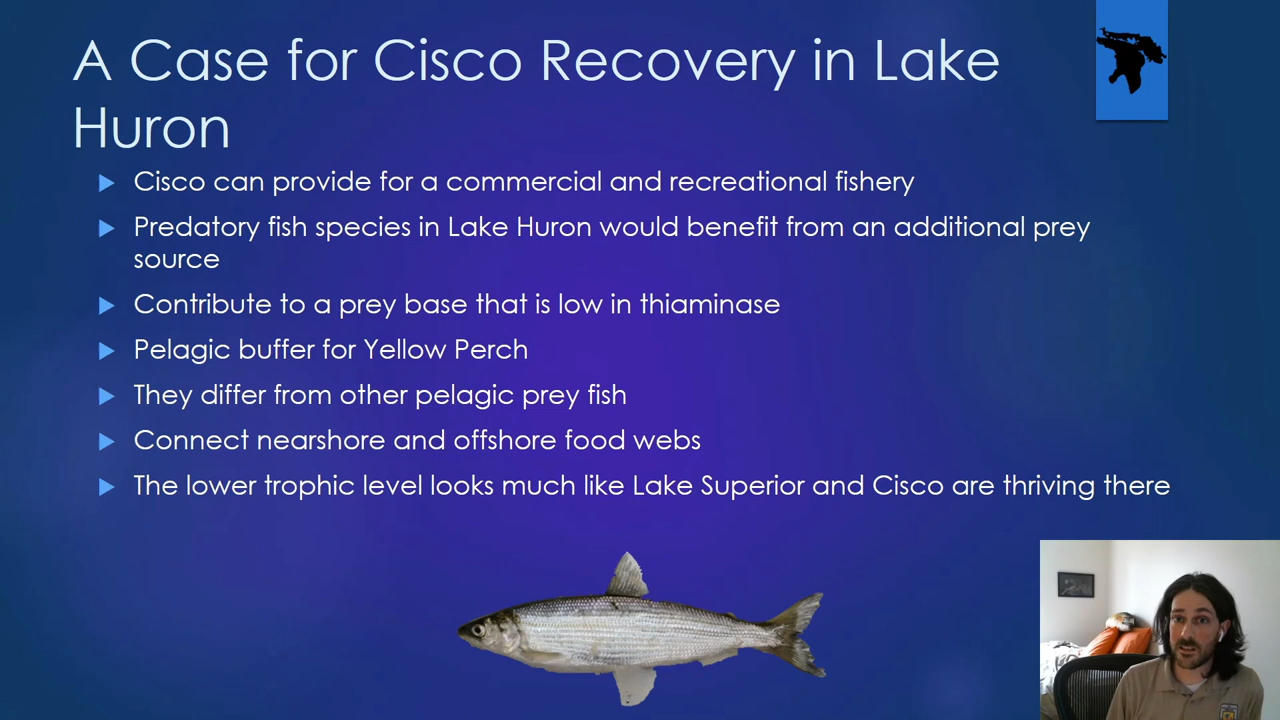 A Case for Cisco Recovery in Lake
Huron
Cisco can provide for a commercial and recreational fishery
Predatory fish species in Lake Huron would benefit from an additional prey
source
Contribute to a prey base that is low in thiaminase
Pelagic buffer for Yellow Perch
They differ from other pelagic prey fish
Connect nearshore and offshore food webs
The lower trophic level looks much like Lake Superior and Cisco are thriving there